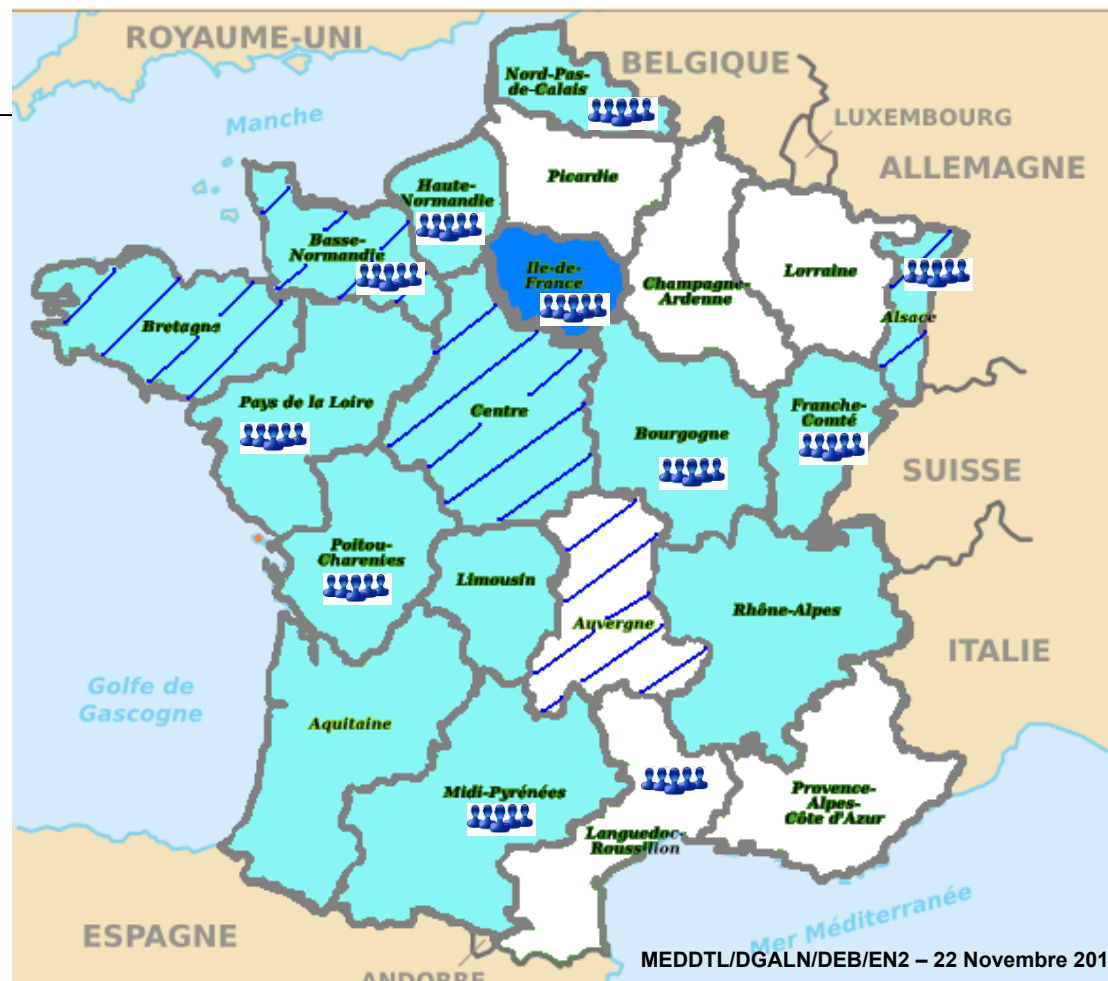 ROYAUME-UNI
BELGIQUE
Nord-Pas-
de-Calais
Manche
LUXEMBOURG
ALLEMAGNE
Picardie
Haute-
Normandie
Basse-
Normandie
Ile-de-
France
Champagne-
Ardenne
Lorraine
Alsace
Bretagne
Pays de la Loire
Centre
Bourgogne
Franche-
Comté
SUISSE
Poitou-
Charentes
Limousin
Auvergne
Rhône-Alpes
ITALIE
Golfe de
Gascogne
Aquitaine
Midi-Pyrénées
Provence-
Alpes-
Côte d'Azur
Languedoc-
Roussillon
Mer Méditerranée
ESPAGNE
ANDORRE
MEDDTL/DGALN/DEB/EN2 – 22 Novembre 201